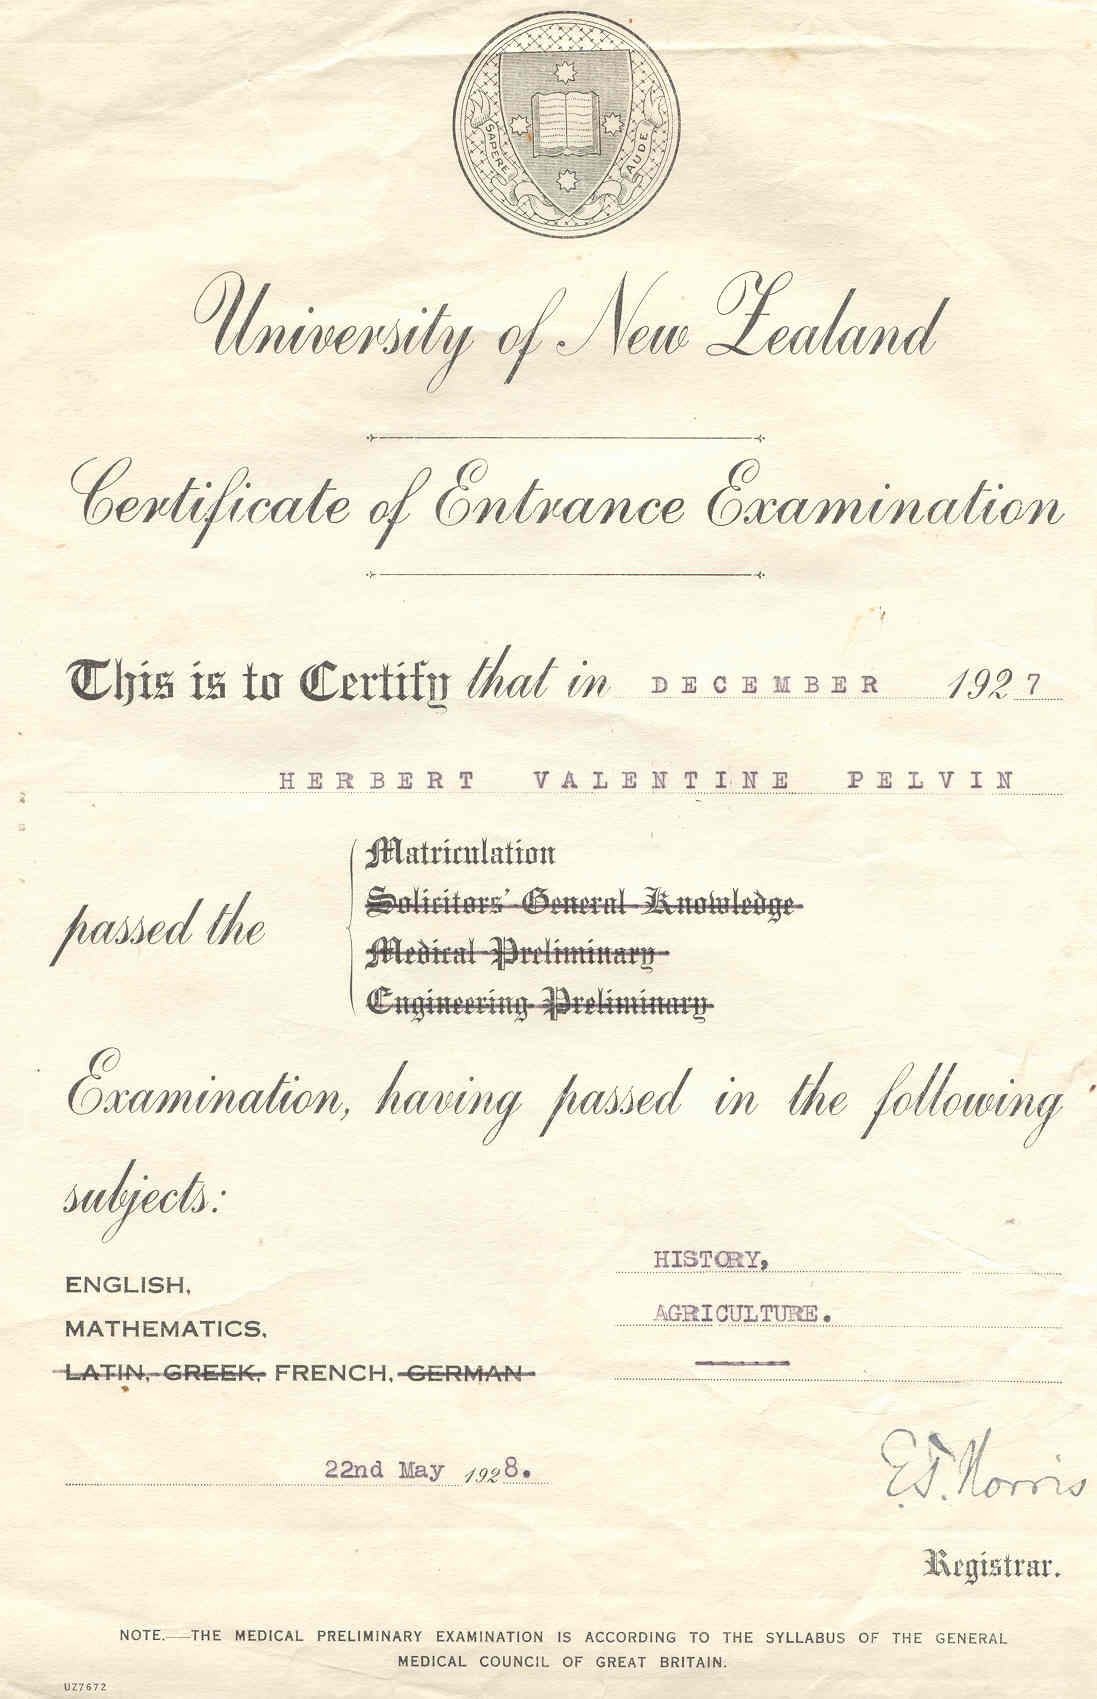 SAPERE AUDE
University of New Zealand
Certificate of Entrance Examination
This is to Certify that in DECEMBER 1927
HERBERT VALENTINE PELVIN
passed the
Matriculation
Solicitors' General Knowledge
Medical Preliminary
Engineering Preliminary
Examination, having passed in the following
subjects:
ENGLISH,
MATHEMATICS,
LATIN, GREEK, FRENCH, GERMAN
HISTORY,
AGRICULTURE.
22nd May 1928.
E.T. Norris
Registrar.
NOTE.—THE MEDICAL PRELIMINARY EXAMINATION IS ACCORDING TO THE SYLLABUS OF THE GENERAL
MEDICAL COUNCIL OF GREAT BRITAIN.
UZ7672